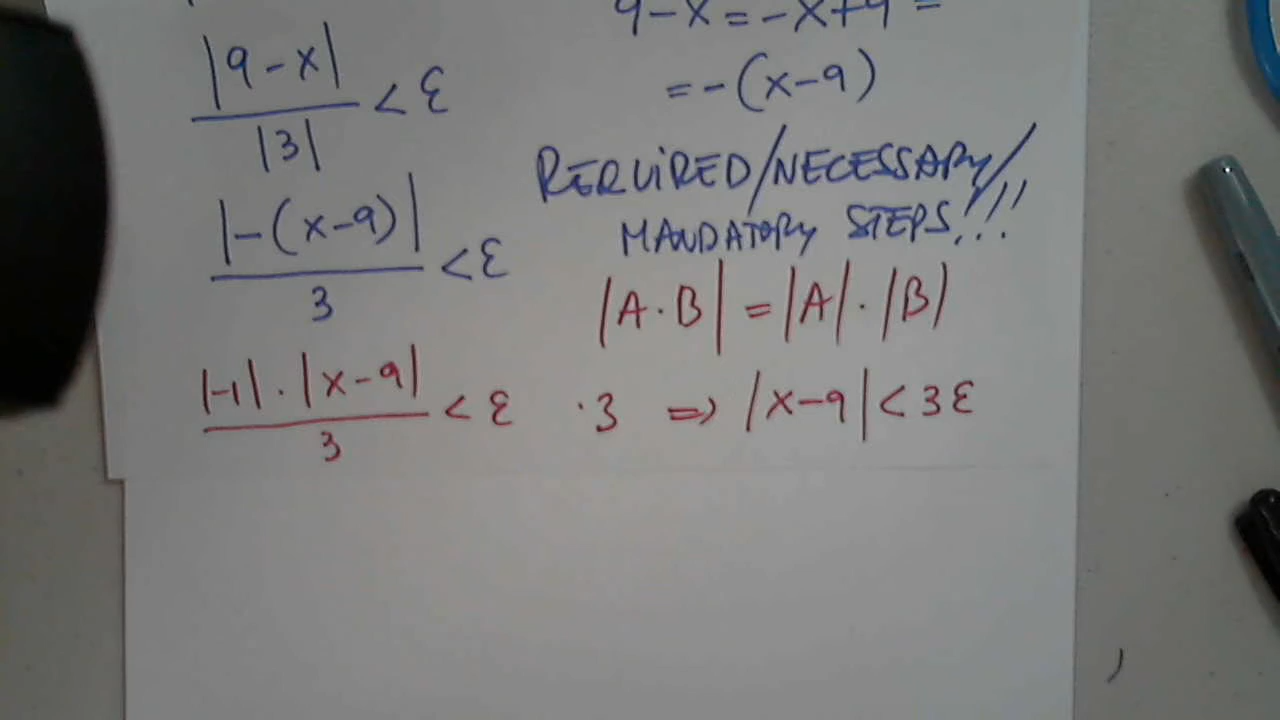 9-x = -x+9 =
|9-x| / |3| < ε
= -(x-9)
REQUIRED/NECESSARY/
MANDATORY STEPS!!!
|-(x-9)| / 3 < ε
|A·B| = |A|·|B|
|-1|·|x-9| / 3 < ε ·3 ⇒ |x-9| < 3ε